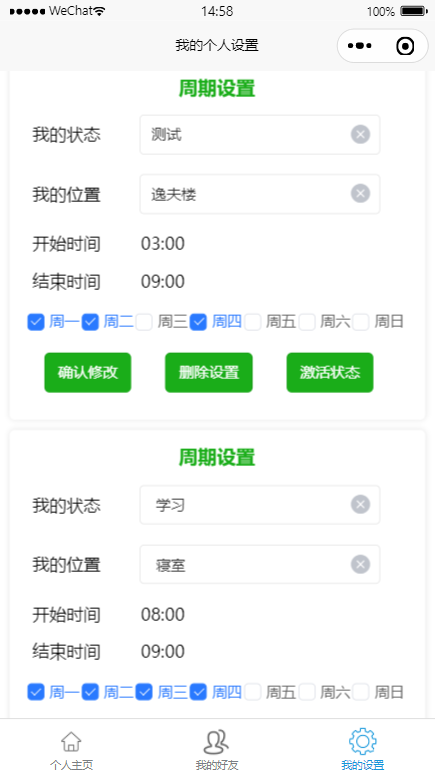 WeChat 14:58 100%
我的个人设置
周期设置
我的状态 测试
我的位置 逸夫楼
开始时间 03:00
结束时间 09:00
周一 周二 周三 周四 周五 周六 周日
确认修改 删除设置 激活状态
周期设置
我的状态 学习
我的位置 寝室
开始时间 08:00
结束时间 09:00
周一 周二 周三 周四 周五 周六 周日
个人主页 我的好友 我的设置